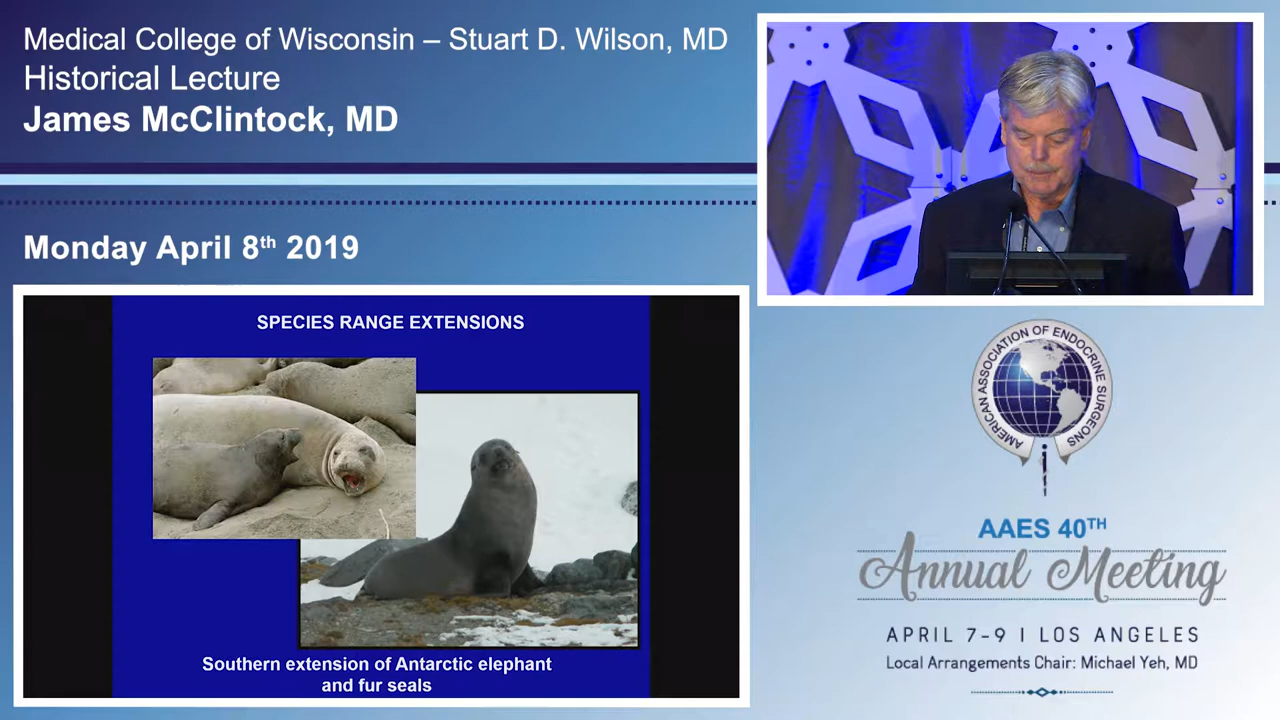 Medical College of Wisconsin – Stuart D. Wilson, MD
Historical Lecture
James McClintock, MD
Monday April 8th 2019
SPECIES RANGE EXTENSIONS
Southern extension of Antarctic elephant
and fur seals
AMERICAN ASSOCIATION OF ENDOCRINE SURGEONS
AAES 40TH
Annual Meeting
APRIL 7-9 I LOS ANGELES
Local Arrangements Chair: Michael Yeh, MD